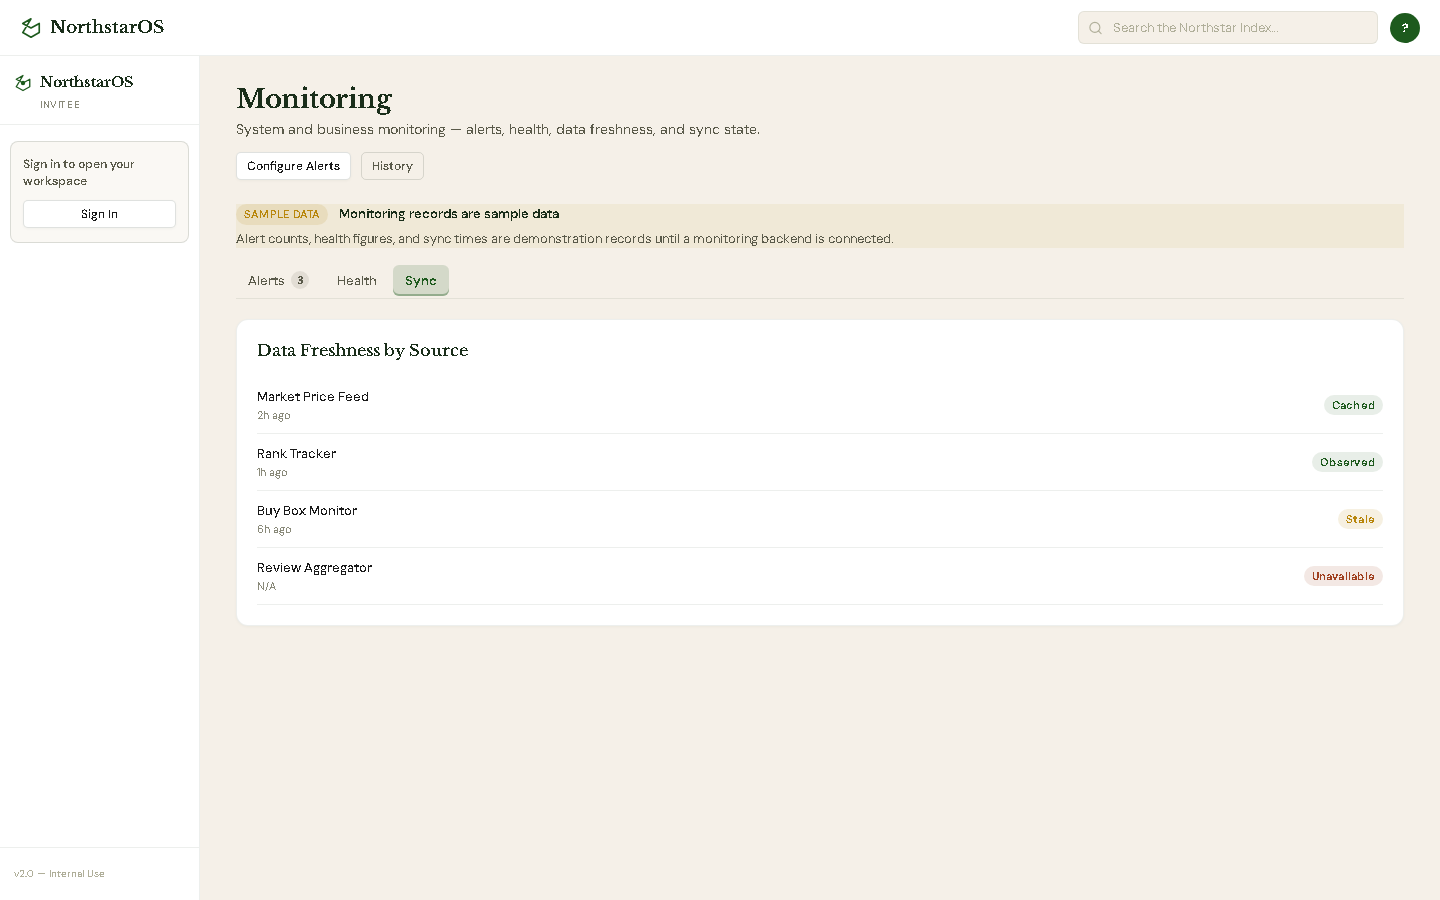 NorthstarOS
Search the Northstar Index...
?
NorthstarOS
INVITEE
Sign in to open your
workspace
Sign In
Monitoring
System and business monitoring — alerts, health, data freshness, and sync state.
Configure Alerts
History
SAMPLE DATA Monitoring records are sample data
Alert counts, health figures, and sync times are demonstration records until a monitoring backend is connected.
Alerts 3 Health Sync
Data Freshness by Source
Market Price Feed
2h ago
Cached
Rank Tracker
1h ago
Observed
Buy Box Monitor
6h ago
Stale
Review Aggregator
N/A
Unavailable
v2.0 — Internal Use